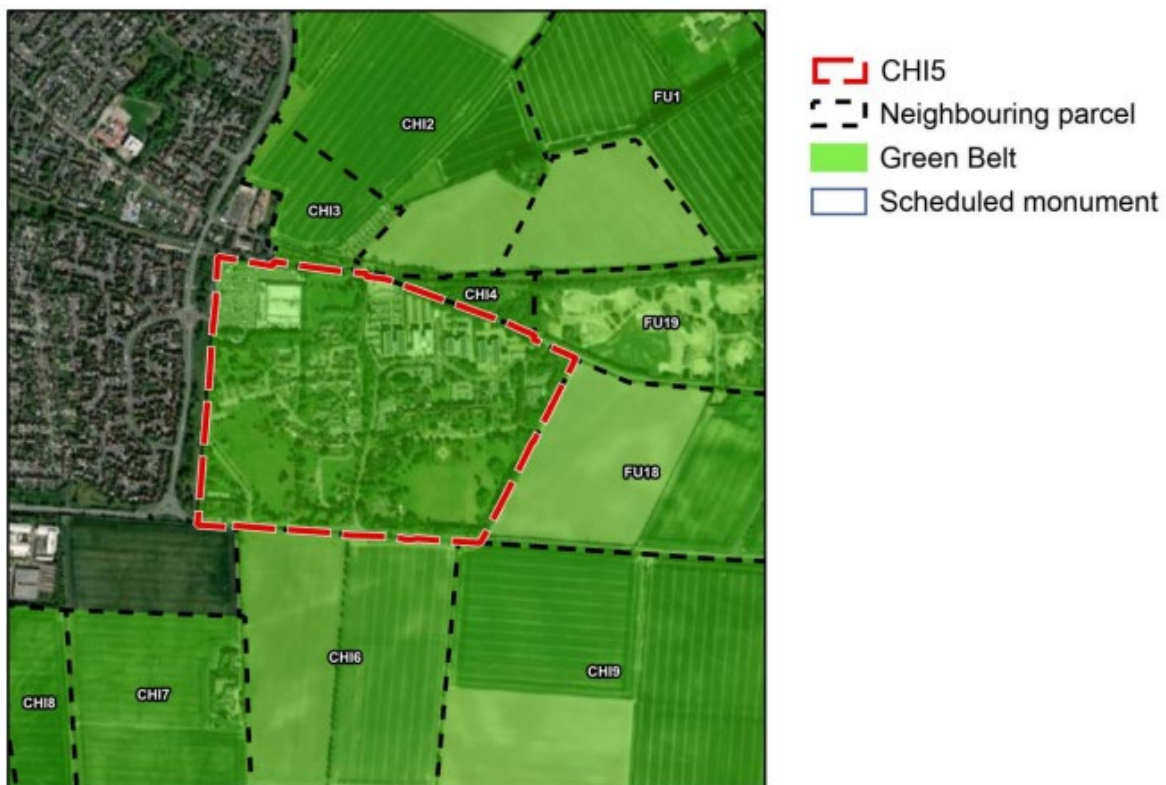 CHI2
FU1
CHI3
CHI4
FU19
FU18
CHI6
CHI9
CHI7
CHI8
CHI5
Neighbouring parcel
Green Belt
Scheduled monument